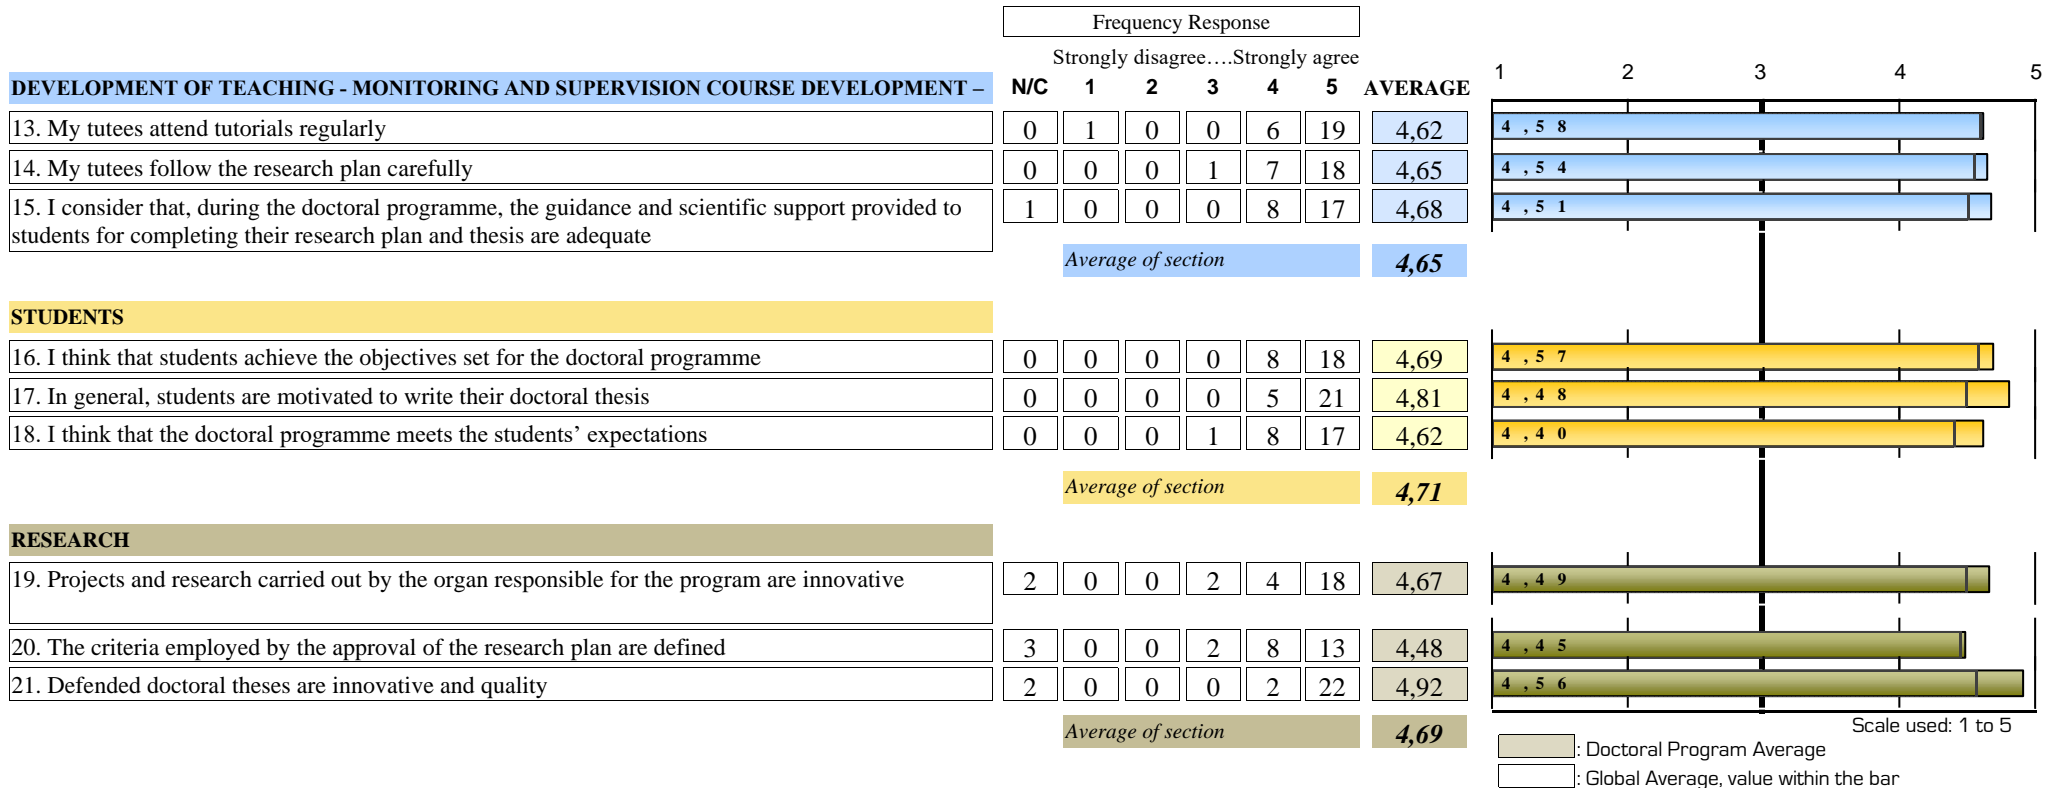 Frequency Response
Strongly disagree….Strongly agree
DEVELOPMENT OF TEACHING - MONITORING AND SUPERVISION COURSE DEVELOPMENT – N/C 1 2 3 4 5 AVERAGE 1 2 3 4 5
13. My tutees attend tutorials regularly 0 1 0 0 6 19 4,62 4,58
14. My tutees follow the research plan carefully 0 0 0 1 7 18 4,65 4,54
15. I consider that, during the doctoral programme, the guidance and scientific support provided to 1 0 0 0 8 17 4,68 4,51
students for completing their research plan and thesis are adequate
Average of section 4,65
STUDENTS
16. I think that students achieve the objectives set for the doctoral programme 0 0 0 0 8 18 4,69 4,57
17. In general, students are motivated to write their doctoral thesis 0 0 0 0 5 21 4,81 4,48
18. I think that the doctoral programme meets the students’ expectations 0 0 0 1 8 17 4,62 4,40
Average of section 4,71
RESEARCH
19. Projects and research carried out by the organ responsible for the program are innovative 2 0 0 2 4 18 4,67 4,49
20. The criteria employed by the approval of the research plan are defined 3 0 0 2 8 13 4,48 4,45
21. Defended doctoral theses are innovative and quality 2 0 0 0 2 22 4,92 4,56
Average of section 4,69
Scale used: 1 to 5
: Doctoral Program Average
: Global Average, value within the bar